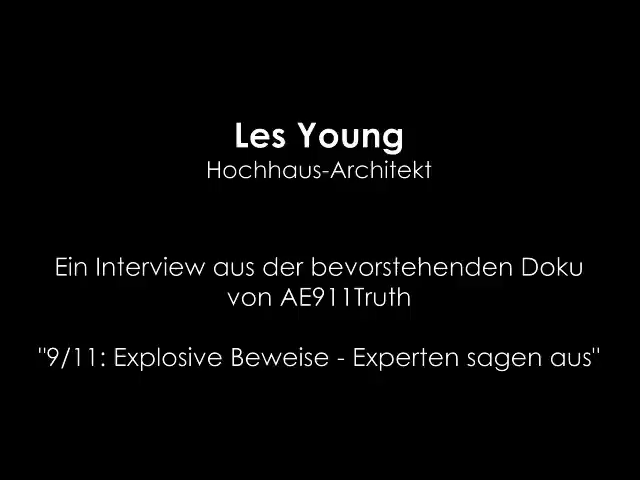 Les Young
Hochhaus-Architekt
Ein Interview aus der bevorstehenden Doku
von AE911Truth
"9/11: Explosive Beweise - Experten sagen aus"